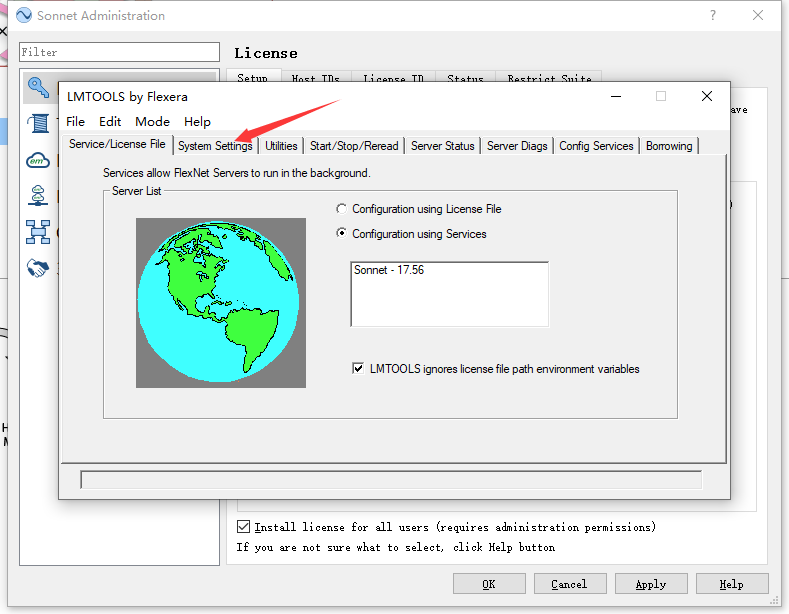 Sonnet Administration
?
Filter
License
Setup Host IDs License ID Status Restrict Suite
ave
LMTOOLS by Flexera
File Edit Mode Help
Service/License File System Settings Utilities Start/Stop/Reread Server Status Server Diags Config Services Borrowing
Services allow FlexNet Servers to run in the background.
Server List
Configuration using License File
Configuration using Services
Sonnet - 17.56
LMTOOLS ignores license file path environment variables
em
Install license for all users (requires administration permissions)
If you are not sure what to select, click Help button
OK Cancel Apply Help